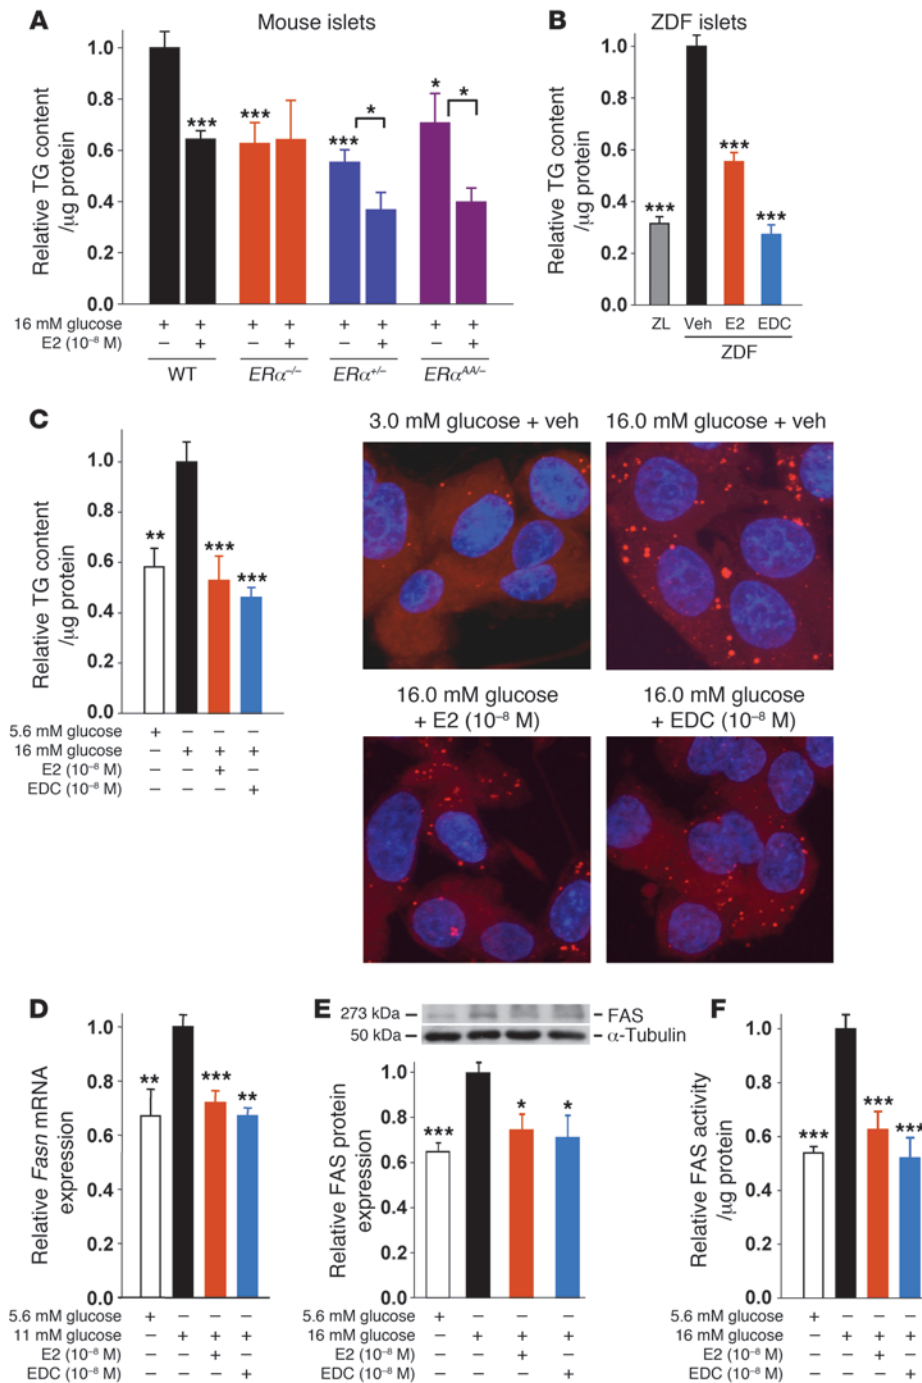 A Mouse islets
Relative TG content
/μg protein
1.0
0.8
0.6
0.4
0.2
0.0
*** *** *** * * *
16 mM glucose + + + + + + + +
E2 (10⁻⁸ M) – + – + – + – +
WT ERα⁻/⁻ ERα⁺/⁻ ERαᴬᴬ/⁻
B ZDF islets
Relative TG content
/μg protein
1.0
0.8
0.6
0.4
0.2
0.0
*** *** ***
ZL Veh E2 EDC
ZDF
C
Relative TG content
/μg protein
1.0
0.8
0.6
0.4
0.2
0.0
** *** ***
5.6 mM glucose + – – –
16 mM glucose – + + +
E2 (10⁻⁸ M) – – + –
EDC (10⁻⁸ M) – – – +
3.0 mM glucose + veh
16.0 mM glucose + veh
16.0 mM glucose
+ E2 (10⁻⁸ M)
16.0 mM glucose
+ EDC (10⁻⁸ M)
D
Relative Fasn mRNA
expression
1.0
0.8
0.6
0.4
0.2
0.0
** *** **
5.6 mM glucose + – – –
11 mM glucose – + + +
E2 (10⁻⁸ M) – – + –
EDC (10⁻⁸ M) – – – +
E
273 kDa – – FAS
50 kDa – – α-Tubulin
Relative FAS protein
expression
1.0
0.8
0.6
0.4
0.2
0.0
*** * *
5.6 mM glucose + – – –
16 mM glucose – + + +
E2 (10⁻⁸ M) – – + –
EDC (10⁻⁸ M) – – – +
F
Relative FAS activity
/μg protein
1.0
0.8
0.6
0.4
0.2
0.0
*** *** ***
5.6 mM glucose + – – –
16 mM glucose – + + +
E2 (10⁻⁸ M) – – + –
EDC (10⁻⁸ M) – – – +